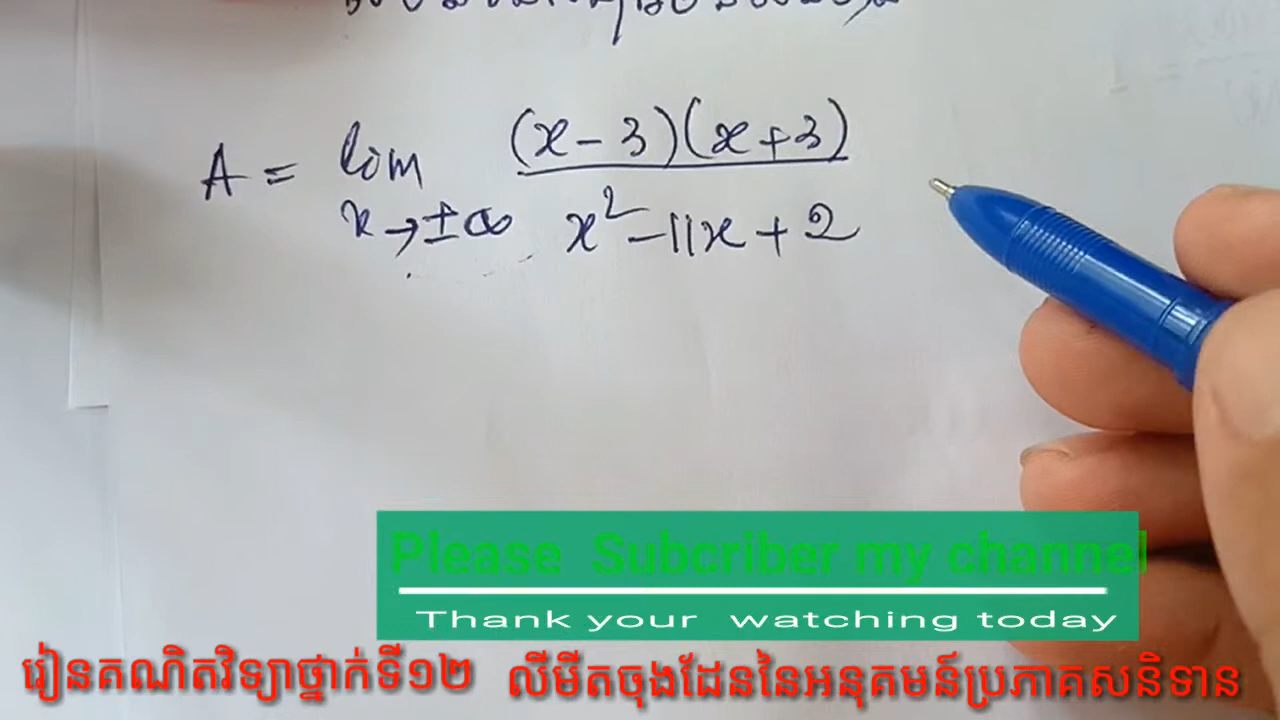 A = lim (x - 3)(x + 3)
x → ±∞ x² - 11x + 2
Please Subcriber my channel
Thank your watching today
រៀនគណិតវិទ្យាថ្នាក់ទី១២ លីមីតចុងដែននៃអនុគមន៍ប្រភាគសនិទាន